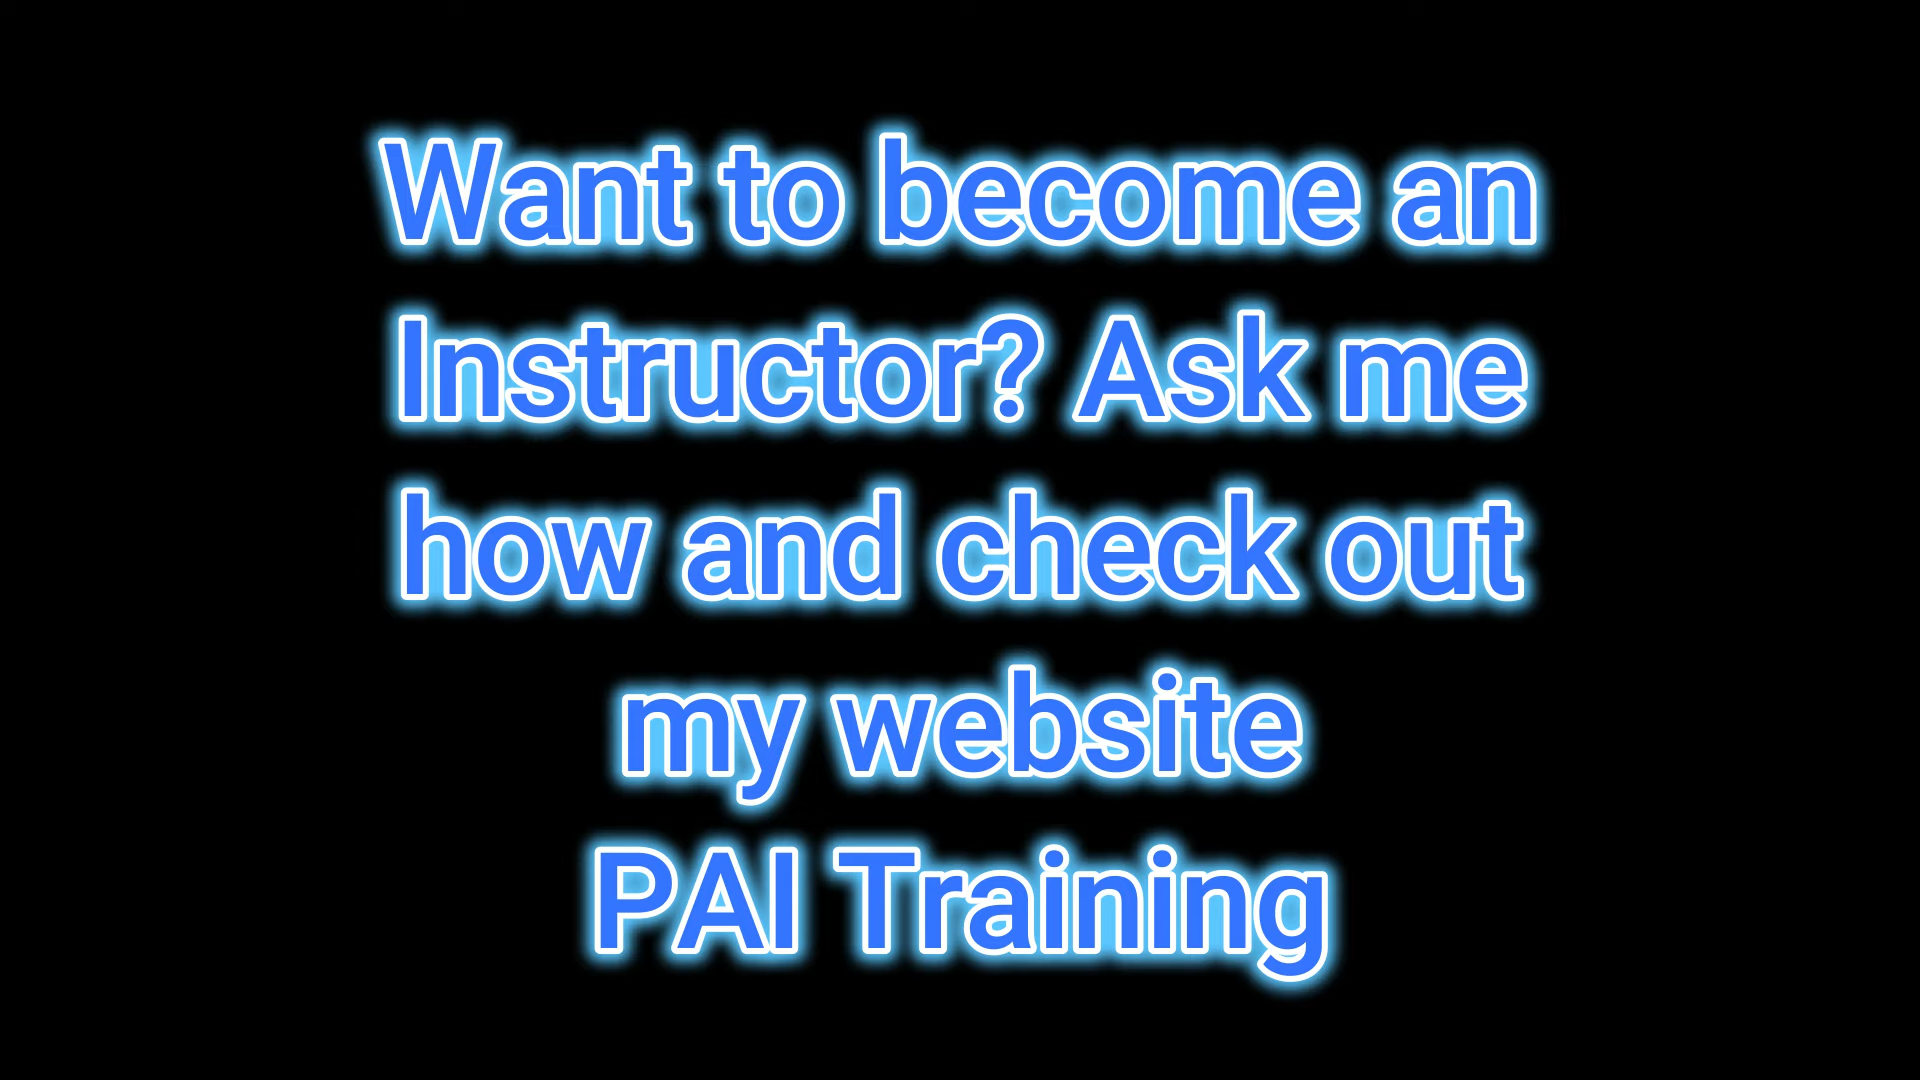 Want to become an
Instructor? Ask me
how and check out
my website
PAI Training